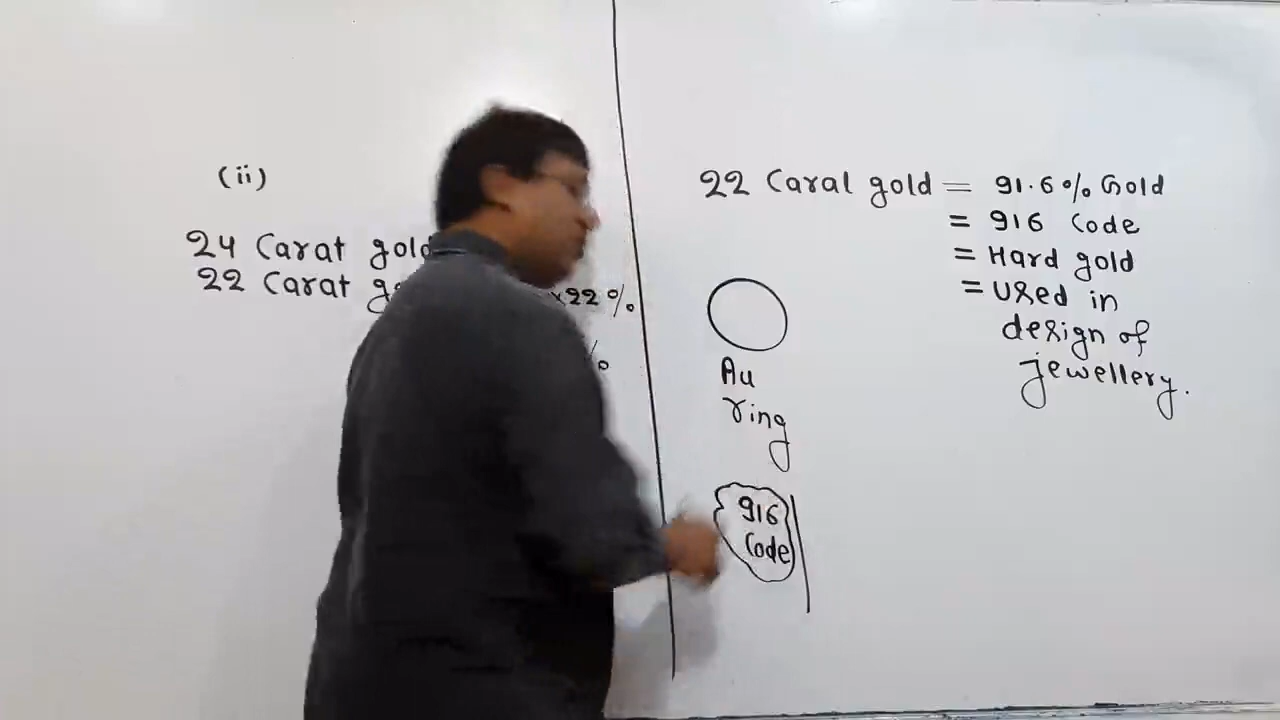 (ii)
24 Carat gold
22 Carat
×22%
%
22 Caral gold = 91.6% Gold
= 916 Code
= Hard gold
= used in
design of
jewellery.
Au
ring
916
Code